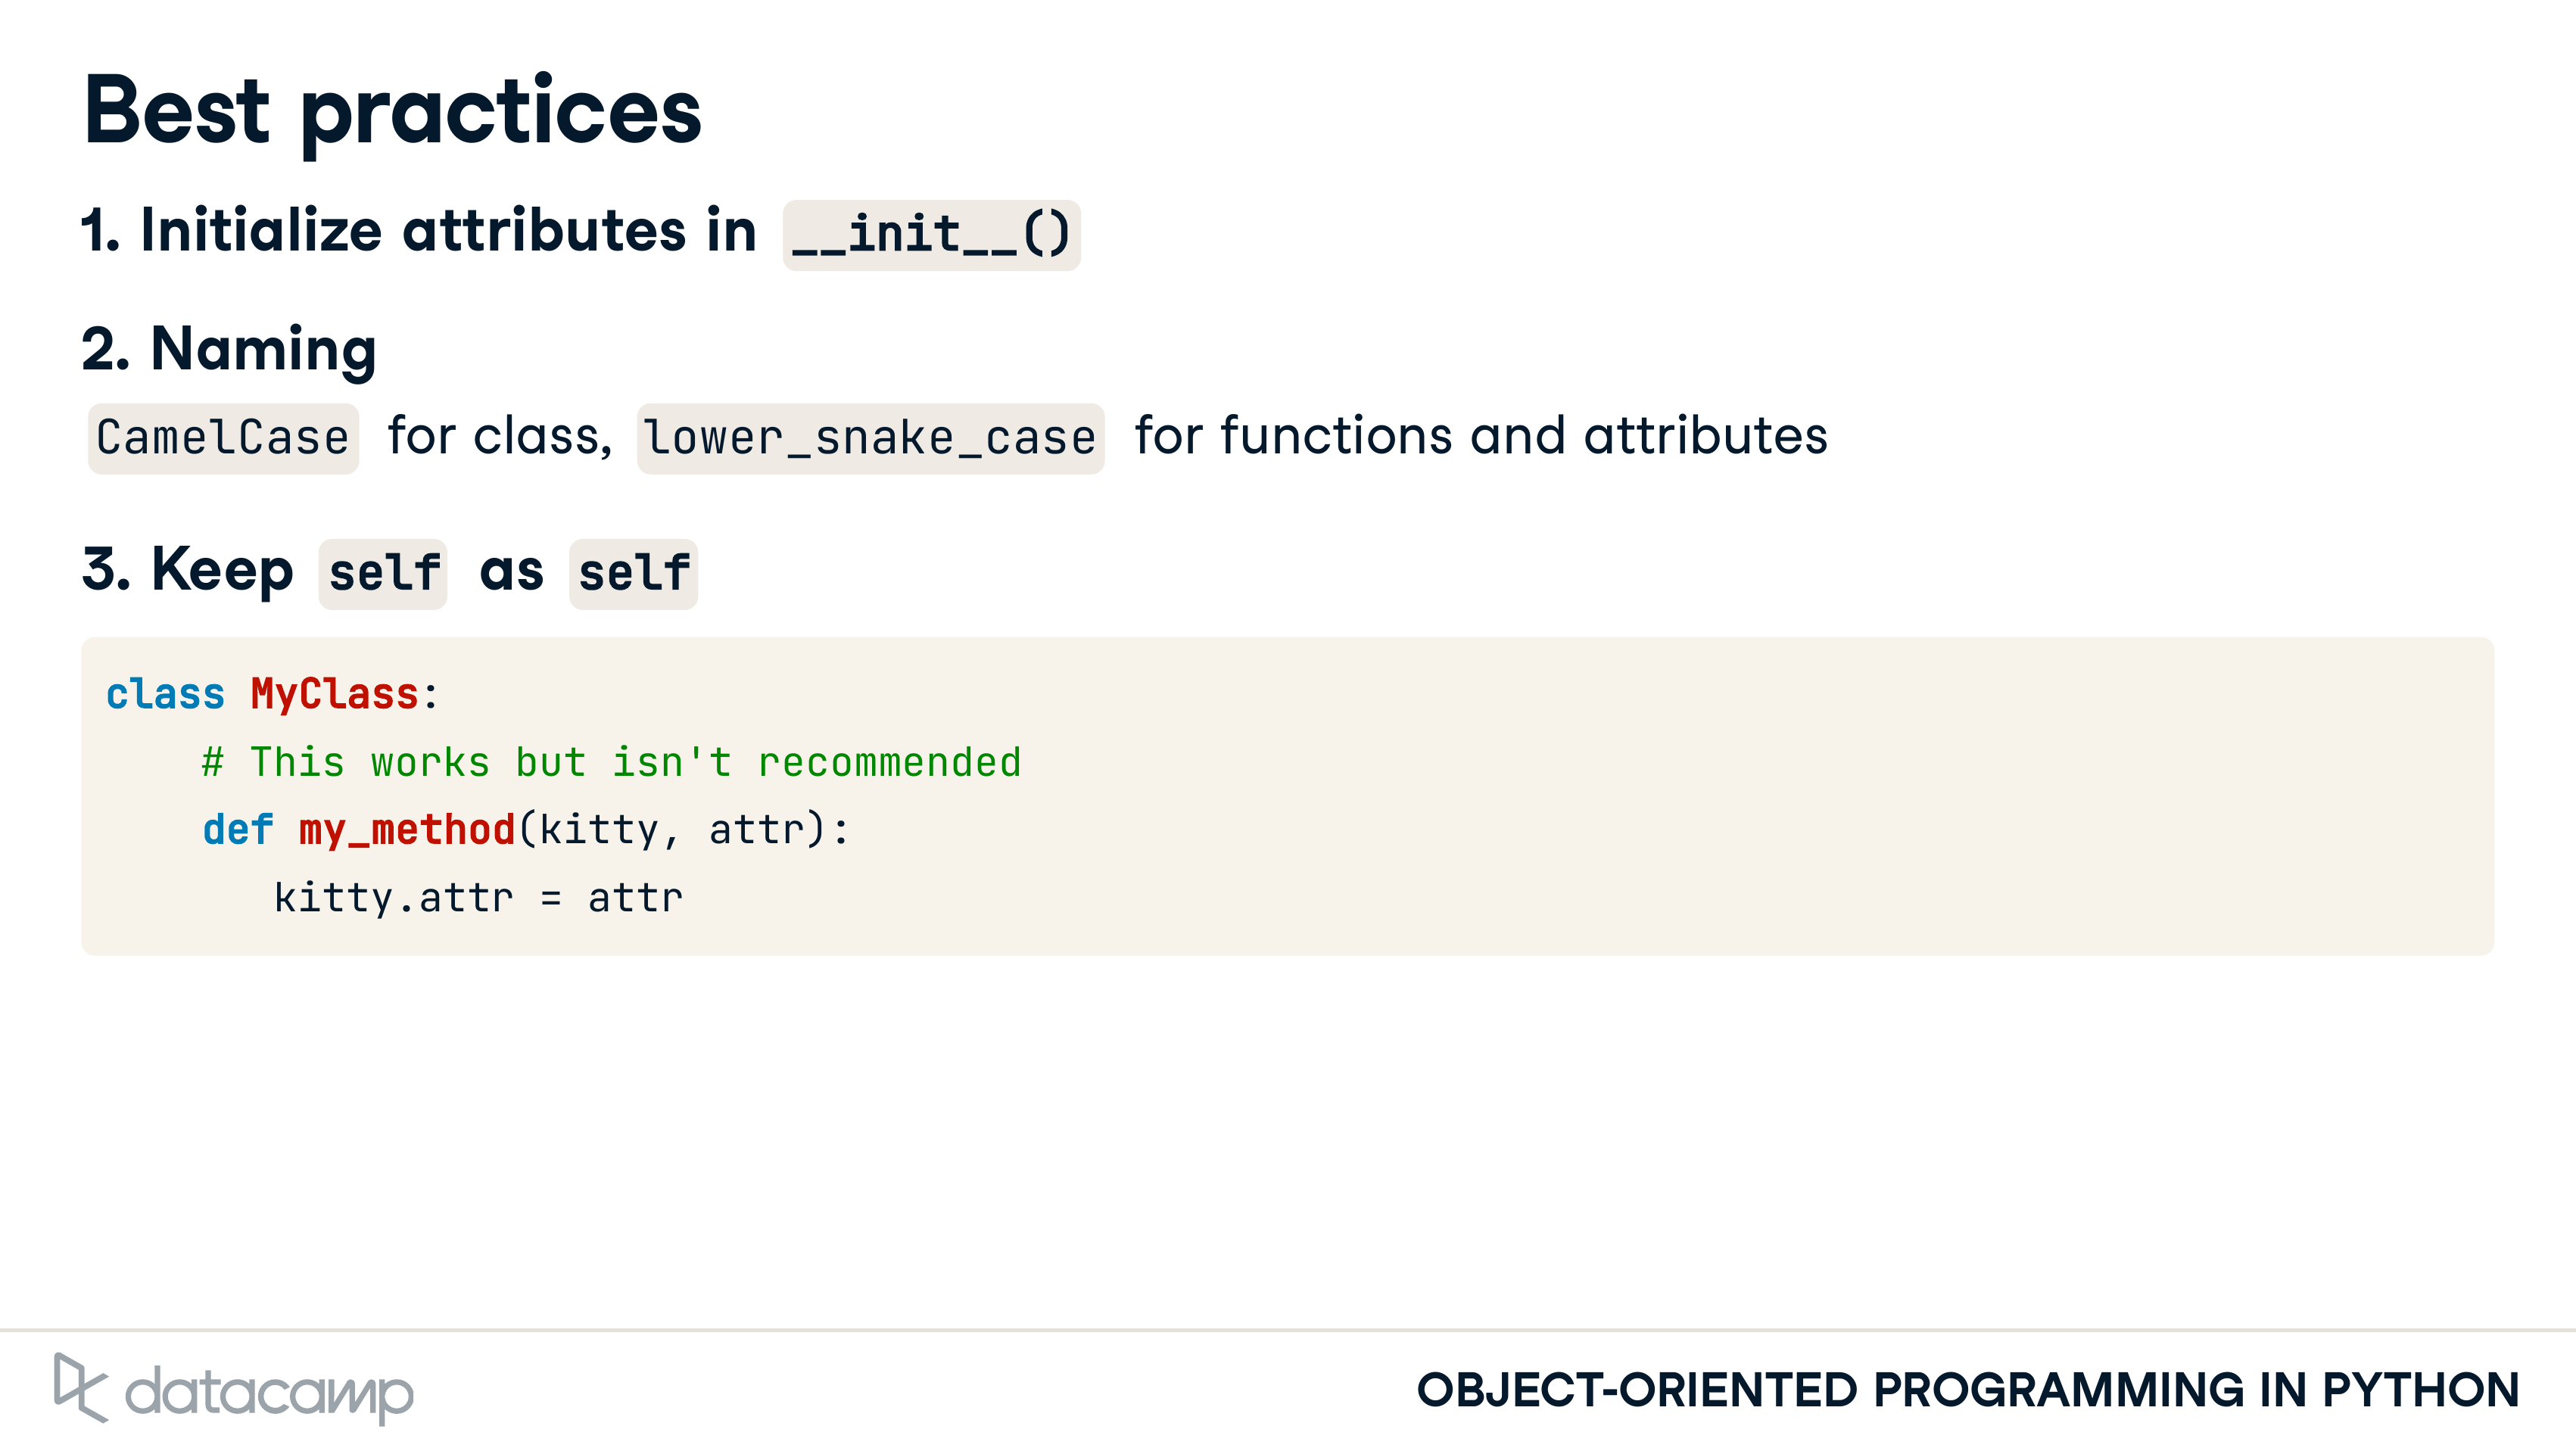 Best practices
1. Initialize attributes in __init__()
2. Naming
CamelCase for class, lower_snake_case for functions and attributes
3. Keep self as self
class MyClass:
    # This works but isn't recommended
    def my_method(kitty, attr):
       kitty.attr = attr
datacamp
OBJECT-ORIENTED PROGRAMMING IN PYTHON